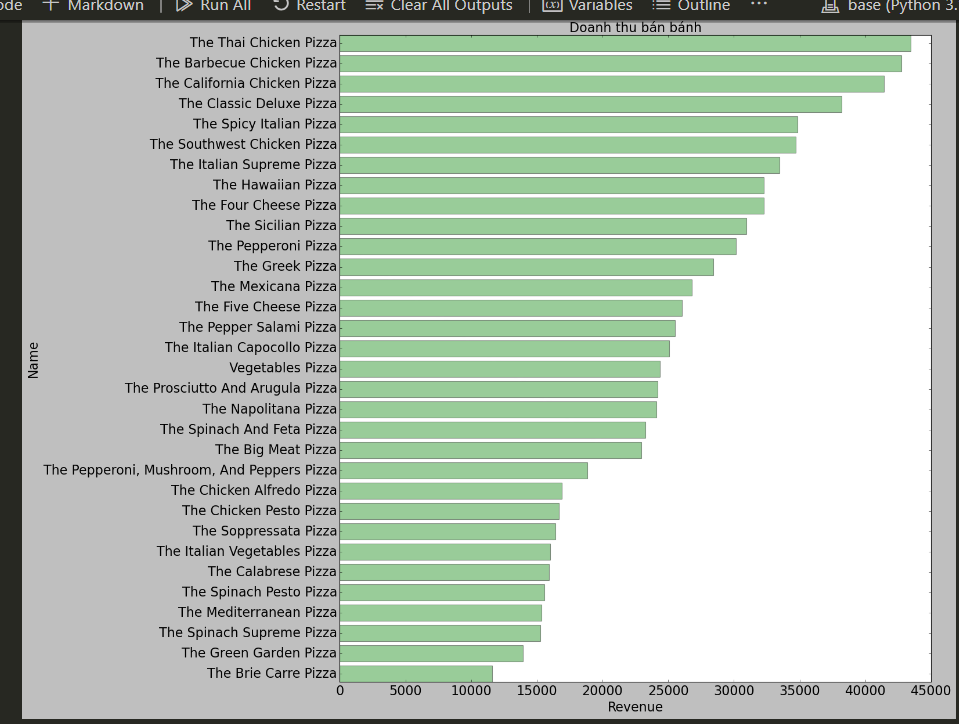 ode + Markdown | Run All Restart Clear All Outputs | (x) Variables Outline ... base (Python 3.
Doanh thu bán bánh
The Thai Chicken Pizza
The Barbecue Chicken Pizza
The California Chicken Pizza
The Classic Deluxe Pizza
The Spicy Italian Pizza
The Southwest Chicken Pizza
The Italian Supreme Pizza
The Hawaiian Pizza
The Four Cheese Pizza
The Sicilian Pizza
The Pepperoni Pizza
The Greek Pizza
The Mexicana Pizza
The Five Cheese Pizza
The Pepper Salami Pizza
The Italian Capocollo Pizza
Vegetables Pizza
The Prosciutto And Arugula Pizza
The Napolitana Pizza
The Spinach And Feta Pizza
The Big Meat Pizza
The Pepperoni, Mushroom, And Peppers Pizza
The Chicken Alfredo Pizza
The Chicken Pesto Pizza
The Soppressata Pizza
The Italian Vegetables Pizza
The Calabrese Pizza
The Spinach Pesto Pizza
The Mediterranean Pizza
The Spinach Supreme Pizza
The Green Garden Pizza
The Brie Carre Pizza
Name
0 5000 10000 15000 20000 25000 30000 35000 40000 45000
Revenue